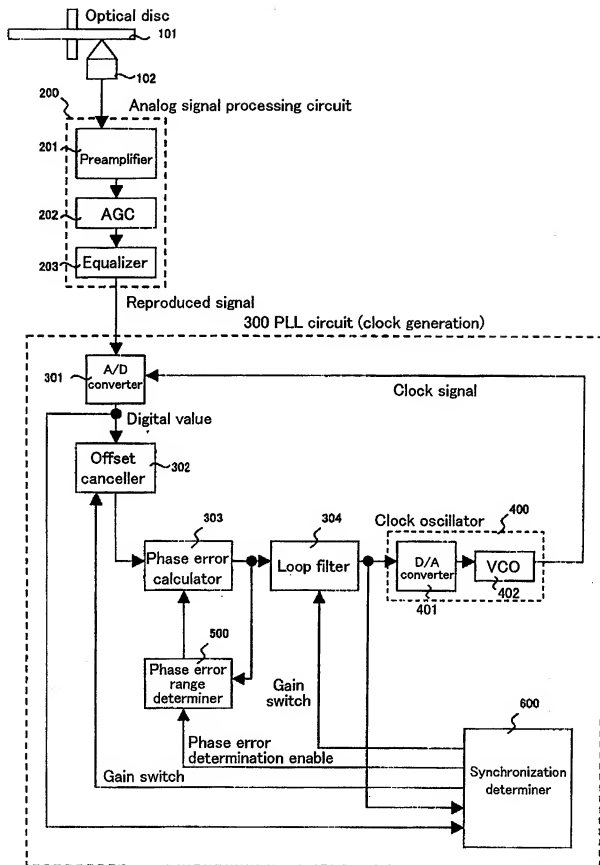 Optical disc
101
102
200
Analog signal processing circuit
201
Preamplifier
202
AGC
203
Equalizer
Reproduced signal
300 PLL circuit (clock generation)
301
A/D
converter
Clock signal
Digital value
Offset
canceller
302
303
Phase error
calculator
304
Loop filter
400
Clock oscillator
D/A
converter
401
VCO
402
500
Phase error
range
determiner
Gain
switch
600
Synchronization
determiner
Phase error
determination enable
Gain switch